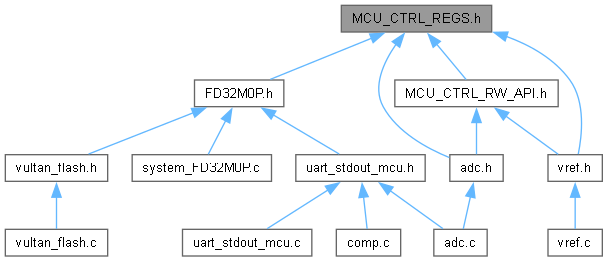 MCU_CTRL_REGS.h
FD32M0P.h
MCU_CTRL_RW_API.h
vultan_flash.h
system_FD32M0P.c
uart_stdout_mcu.h
adc.h
vref.h
vultan_flash.c
uart_stdout_mcu.c
comp.c
adc.c
vref.c